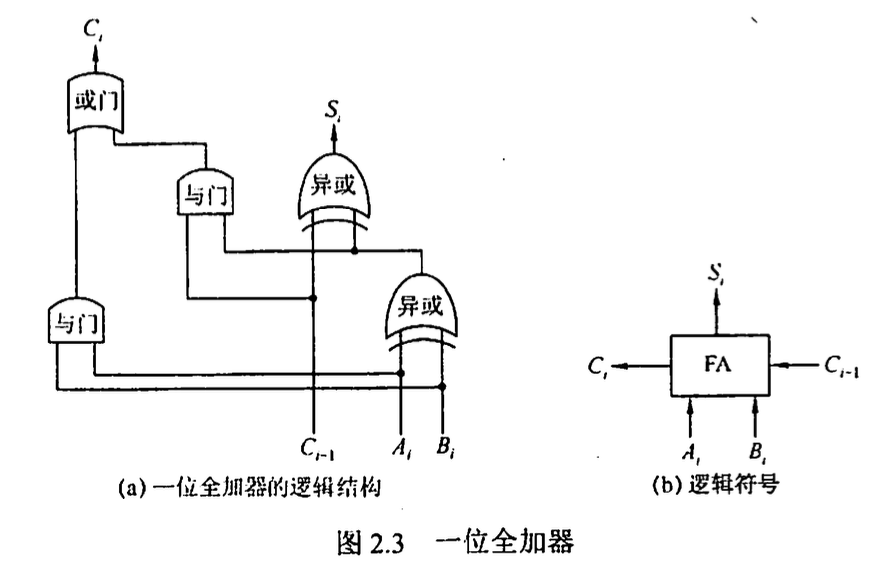 C_i
或门
S_i
异或
与门
异或
与门
C_{i-1} A_i B_i
(a) 一位全加器的逻辑结构
S_i
C_i FA C_{i-1}
A_i B_i
(b) 逻辑符号
图 2.3 一位全加器